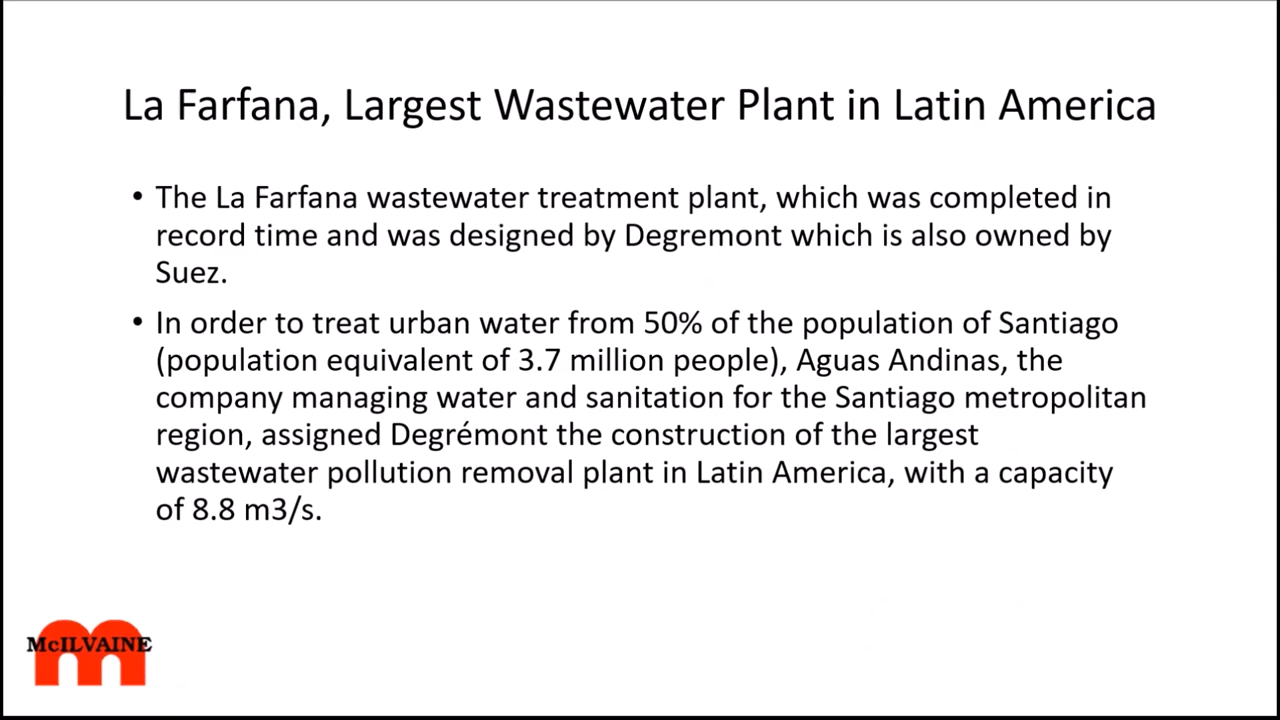 La Farfana, Largest Wastewater Plant in Latin America
• The La Farfana wastewater treatment plant, which was completed in
record time and was designed by Degremont which is also owned by
Suez.
• In order to treat urban water from 50% of the population of Santiago
(population equivalent of 3.7 million people), Aguas Andinas, the
company managing water and sanitation for the Santiago metropolitan
region, assigned Degrémont the construction of the largest
wastewater pollution removal plant in Latin America, with a capacity
of 8.8 m3/s.
McILVAINE